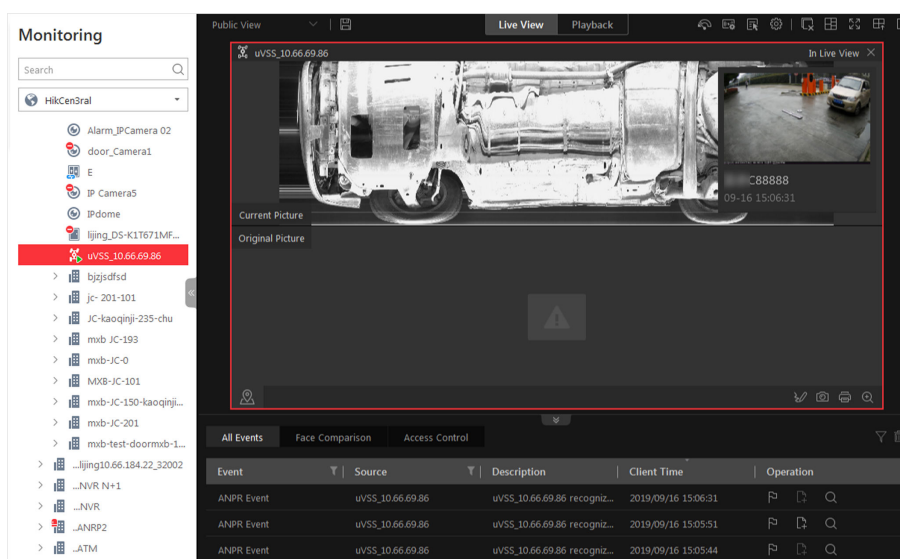 Monitoring
Search
HikCen3ral
Alarm_IPCamera 02
door_Camera1
E
IP Camera5
IPdome
lijing_DS-K1T671MF...
uVSS_10.66.69.86
bjzjsdfsd
jc- 201-101
JC-kaoqinji-235-chu
mxb JC-193
mxb-JC-0
MXB-JC-101
mxb-JC-150-kaoqinji...
mxb-JC-201
mxb-test-doormxb-1...
...lijing10.66.184.22_32002
...NVR N+1
...NVR
..ANRP2
..ATM
Public View
Live View
Playback
uVSS_10.66.69.86
In Live View
C88888
09-16 15:06:31
Current Picture
Original Picture
All Events
Face Comparison
Access Control
Event Source Description Client Time Operation
ANPR Event uVSS_10.66.69.86 uVSS_10.66.69.86 recogniz... 2019/09/16 15:06:31
ANPR Event uVSS_10.66.69.86 uVSS_10.66.69.86 recogniz... 2019/09/16 15:05:51
ANPR Event uVSS_10.66.69.86 uVSS_10.66.69.86 recogniz... 2019/09/16 15:05:44